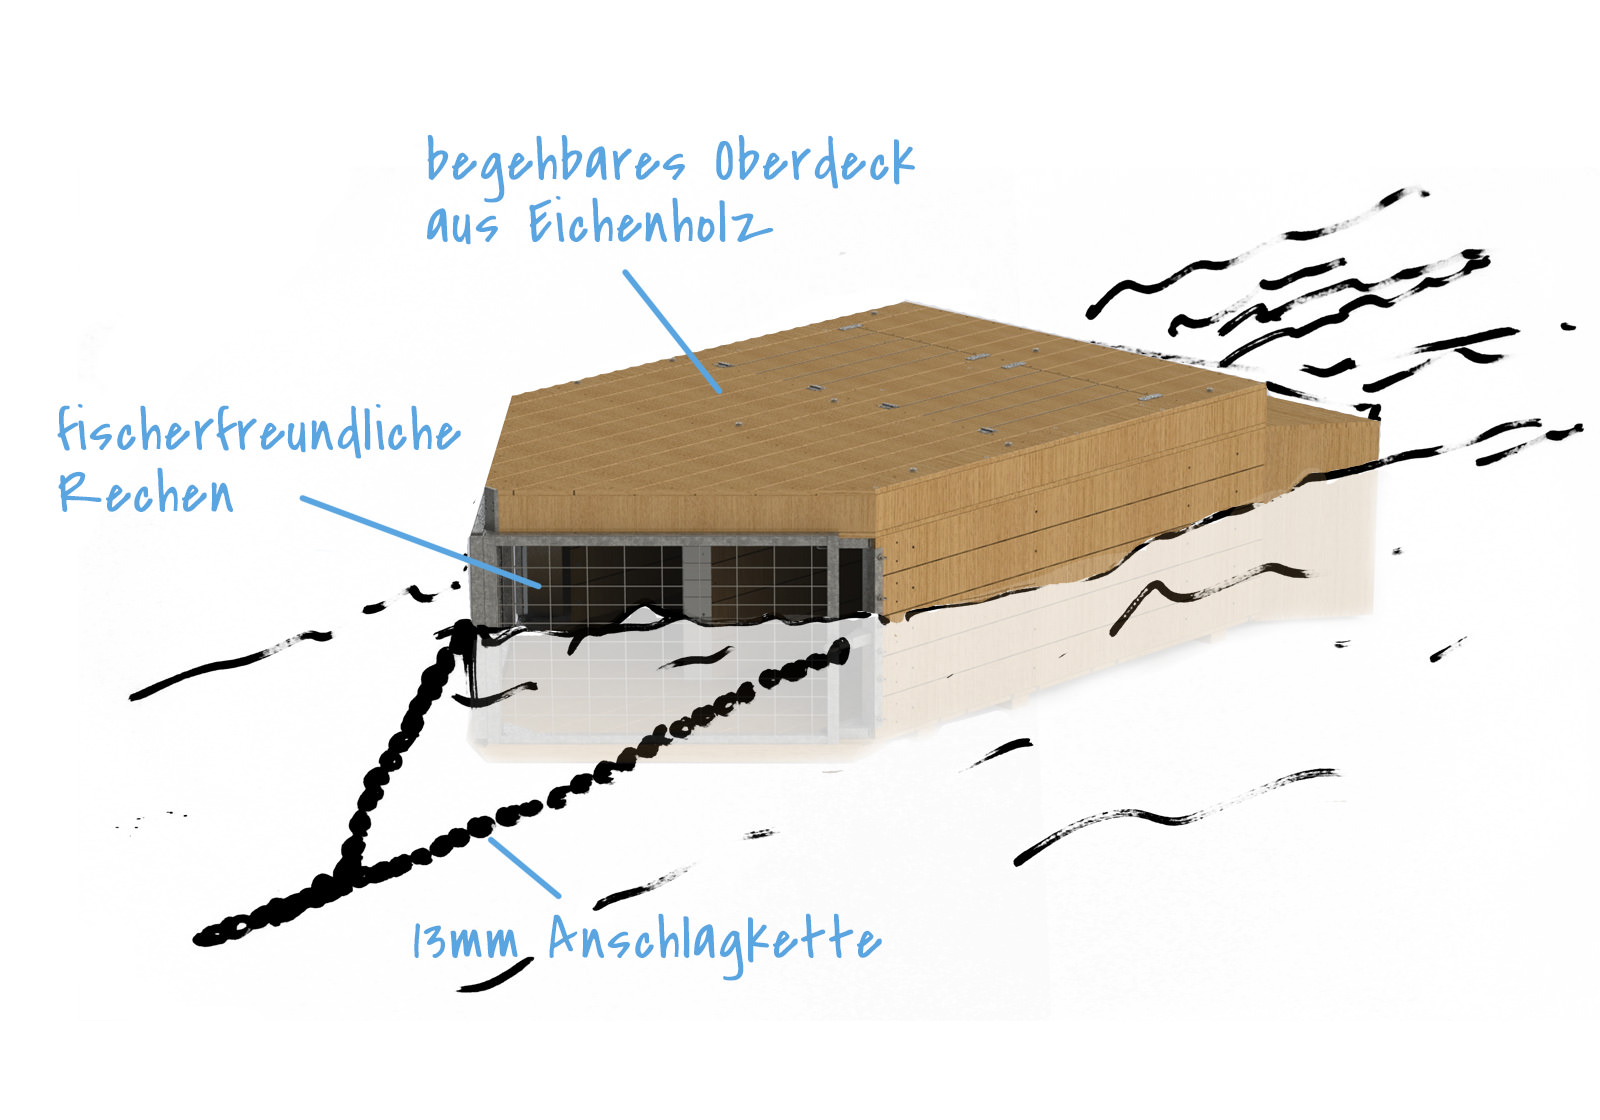 begehbares Oberdeck
aus Eichenholz
fischerfreundliche
Rechen
13mm Anschlagkette